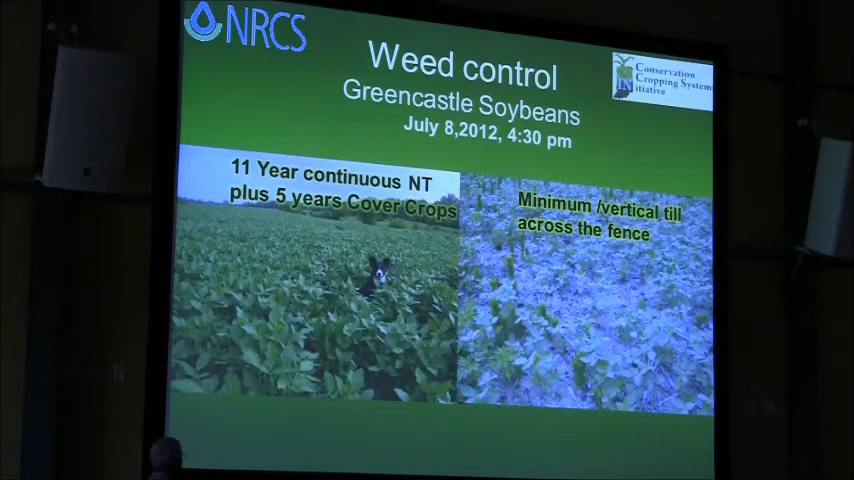 NRCS
Weed control
Greencastle Soybeans
July 8,2012, 4:30 pm
Conservation
Cropping Systems
INitiative
11 Year continuous NT
plus 5 years Cover Crops
Minimum /vertical till
across the fence